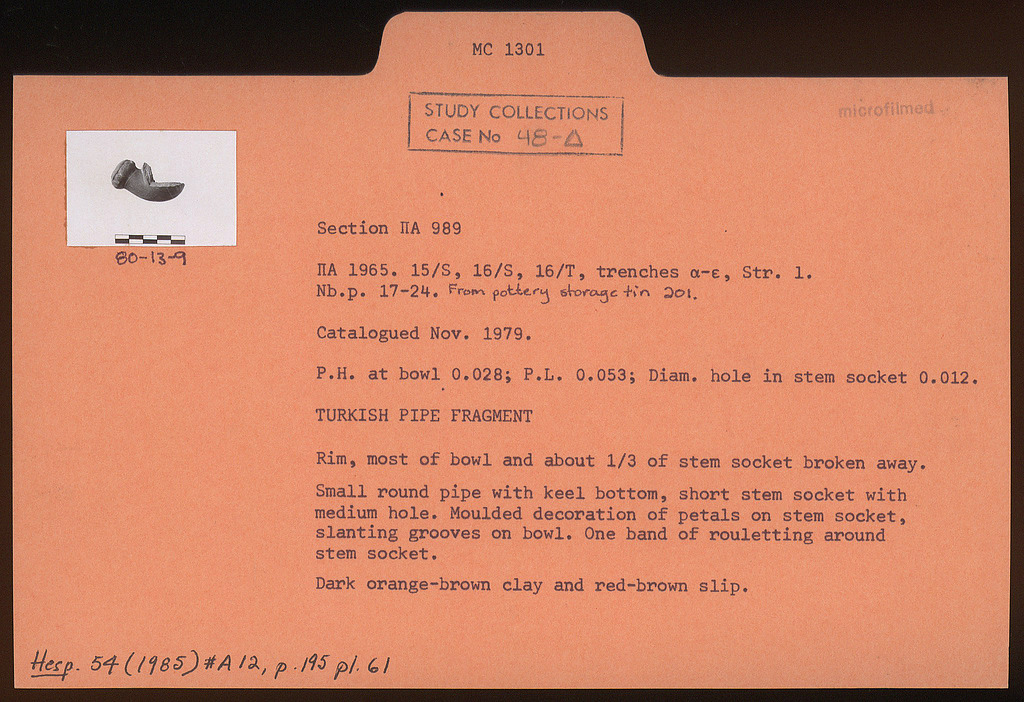 MC 1301
STUDY COLLECTIONS
CASE No 48-Δ
microfilmed
80-13-9
Section ΠΑ 989
ΠΑ 1965. 15/S, 16/S, 16/T, trenches α-ε, Str. 1.
Nb.p. 17-24. From pottery storage tin 201.
Catalogued Nov. 1979.
P.H. at bowl 0.028; P.L. 0.053; Diam. hole in stem socket 0.012.
TURKISH PIPE FRAGMENT
Rim, most of bowl and about 1/3 of stem socket broken away.
Small round pipe with keel bottom, short stem socket with
medium hole. Moulded decoration of petals on stem socket,
slanting grooves on bowl. One band of rouletting around
stem socket.
Dark orange-brown clay and red-brown slip.
Hesp. 54 (1985) #A12, p. 195 pl. 61